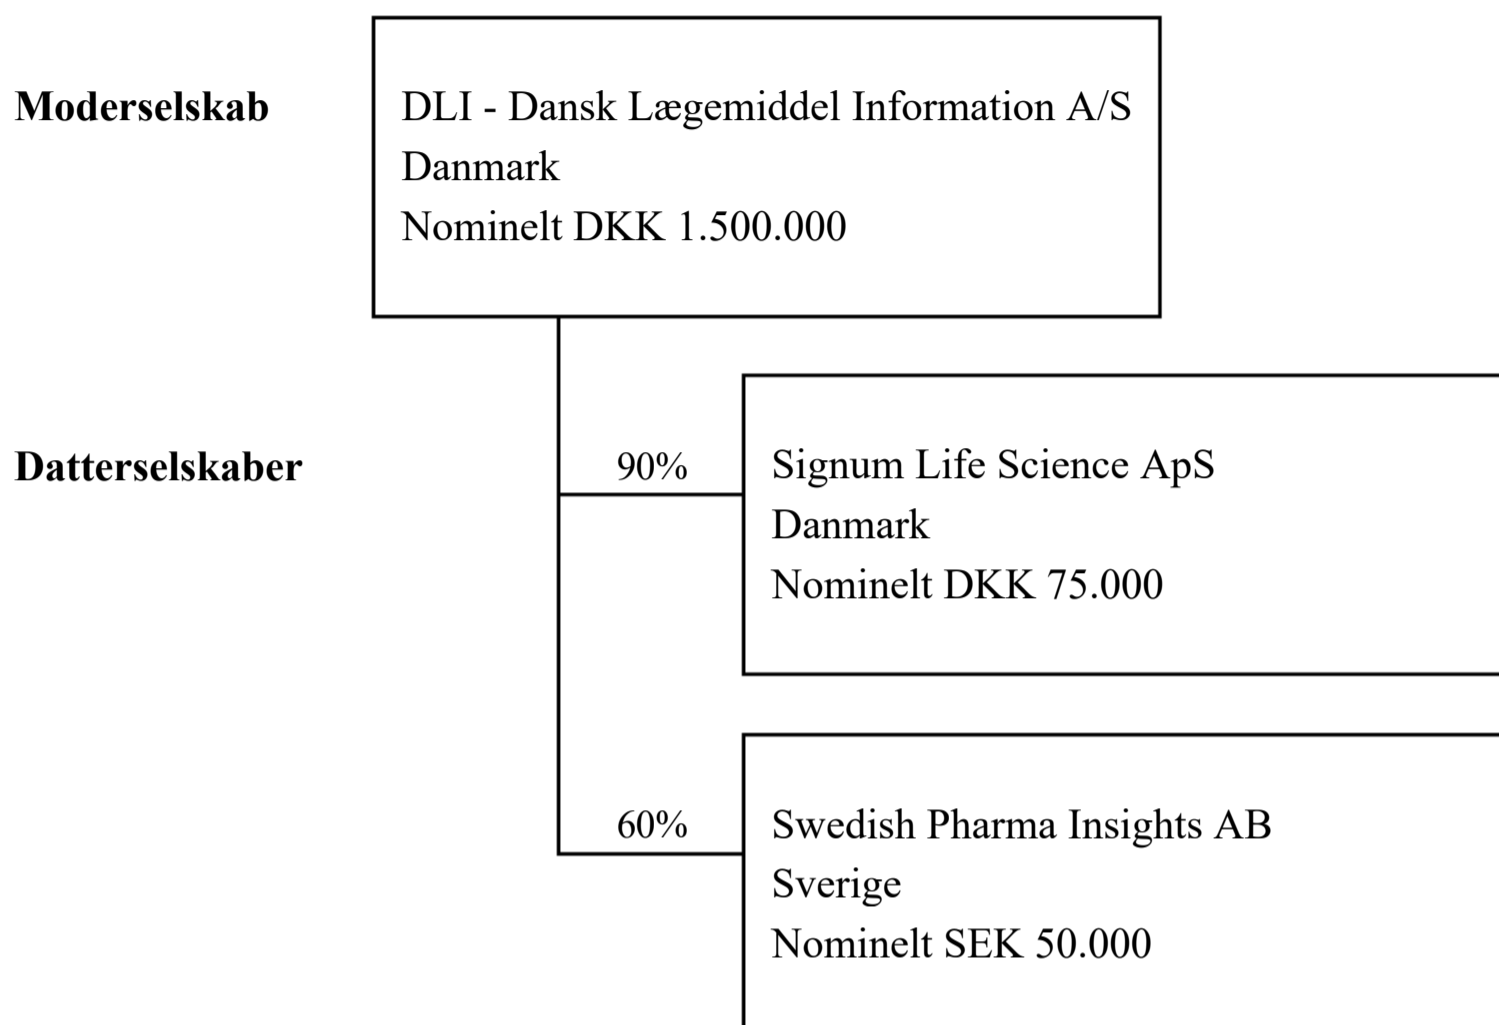 Moderselskab
DLI - Dansk Lægemiddel Information A/S
Danmark
Nominelt DKK 1.500.000
Datterselskaber
90%
Signum Life Science ApS
Danmark
Nominelt DKK 75.000
60%
Swedish Pharma Insights AB
Sverige
Nominelt SEK 50.000